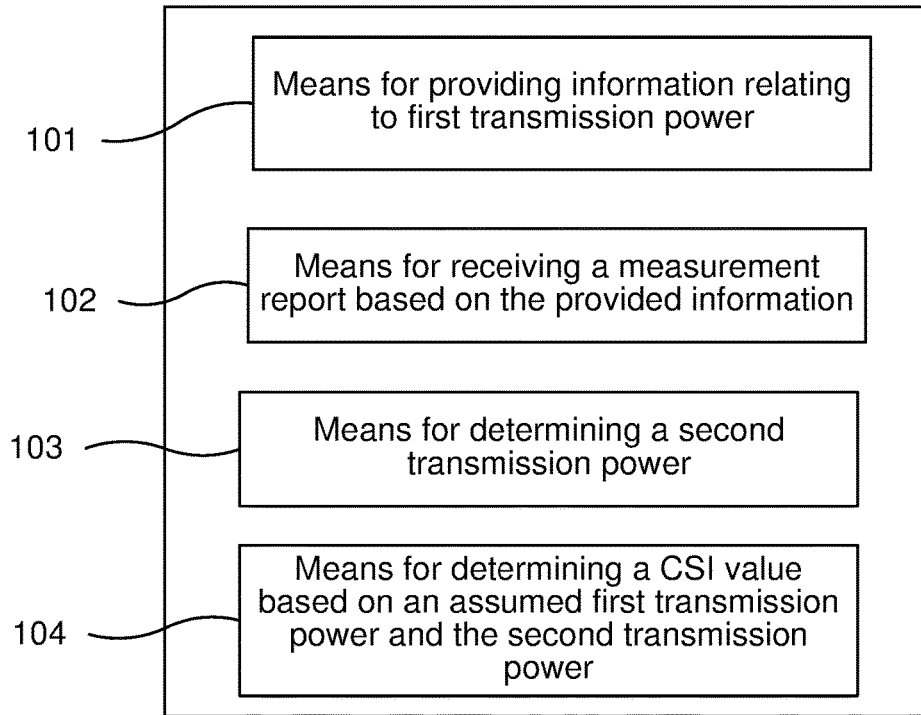 101
Means for providing information relating
to first transmission power
102
Means for receiving a measurement
report based on the provided information
103
Means for determining a second
transmission power
104
Means for determining a CSI value
based on an assumed first transmission
power and the second transmission
power